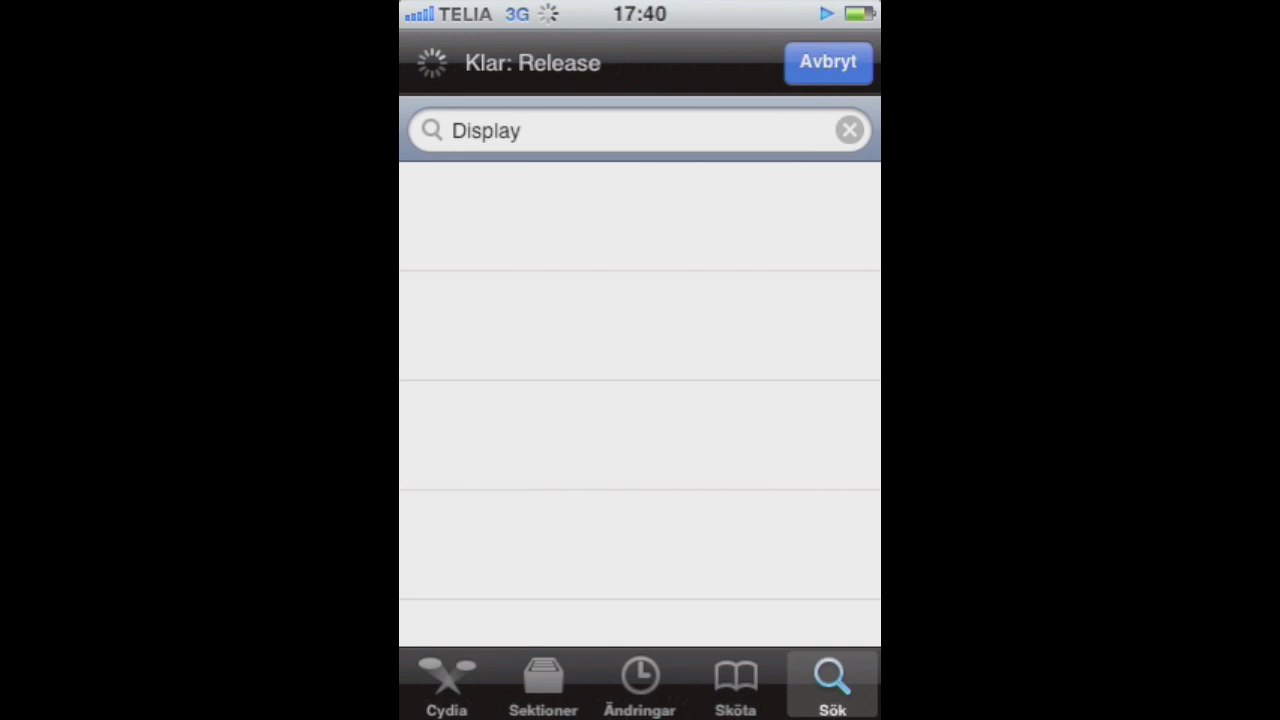 TELIA 3G 17:40
Klar: Release Avbryt
Display
Cydia Sektioner Ändringar Sköta Sök